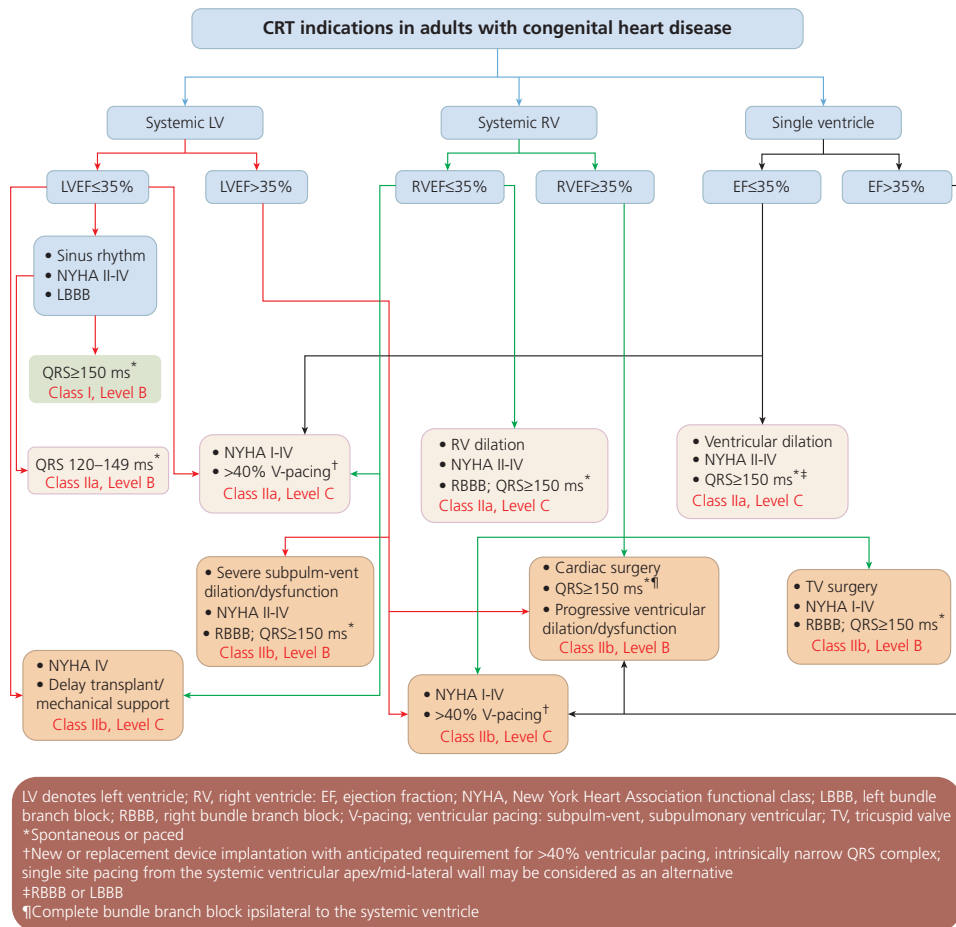 CRT indications in adults with congenital heart disease
Systemic LV
Systemic RV
Single ventricle
LVEF≤35%
LVEF>35%
RVEF≤35%
RVEF≥35%
EF≤35%
EF>35%
• Sinus rhythm
• NYHA II-IV
• LBBB
QRS≥150 ms*
Class I, Level B
QRS 120–149 ms*
Class IIa, Level B
• NYHA I-IV
• >40% V-pacing†
Class IIa, Level C
• RV dilation
• NYHA II-IV
• RBBB; QRS≥150 ms*
Class IIa, Level C
• Ventricular dilation
• NYHA II-IV
• QRS≥150 ms*‡
Class IIa, Level C
• Severe subpulm-vent
dilation/dysfunction
• NYHA II-IV
• RBBB; QRS≥150 ms*
Class IIb, Level B
• Cardiac surgery
• QRS≥150 ms*¶
• Progressive ventricular
dilation/dysfunction
Class IIb, Level B
• TV surgery
• NYHA I-IV
• RBBB; QRS≥150 ms*
Class IIb, Level B
• NYHA IV
• Delay transplant/
mechanical support
Class IIb, Level C
• NYHA I-IV
• >40% V-pacing†
Class IIb, Level C
LV denotes left ventricle; RV, right ventricle: EF, ejection fraction; NYHA, New York Heart Association functional class; LBBB, left bundle
branch block; RBBB, right bundle branch block; V-pacing; ventricular pacing: subpulm-vent, subpulmonary ventricular; TV, tricuspid valve
*Spontaneous or paced
†New or replacement device implantation with anticipated requirement for >40% ventricular pacing, intrinsically narrow QRS complex;
single site pacing from the systemic ventricular apex/mid-lateral wall may be considered as an alternative
‡RBBB or LBBB
¶Complete bundle branch block ipsilateral to the systemic ventricle